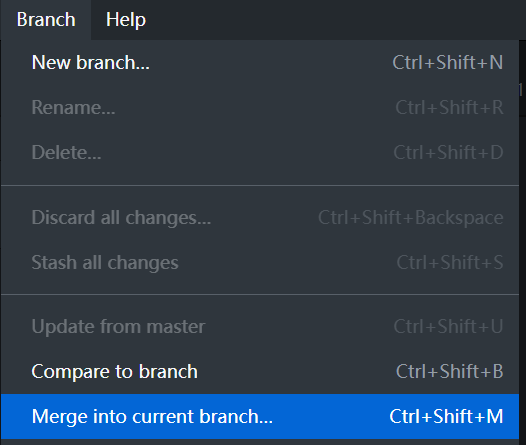 Branch Help
New branch... Ctrl+Shift+N
Rename... Ctrl+Shift+R
Delete... Ctrl+Shift+D
Discard all changes... Ctrl+Shift+Backspace
Stash all changes Ctrl+Shift+S
Update from master Ctrl+Shift+U
Compare to branch Ctrl+Shift+B
Merge into current branch... Ctrl+Shift+M